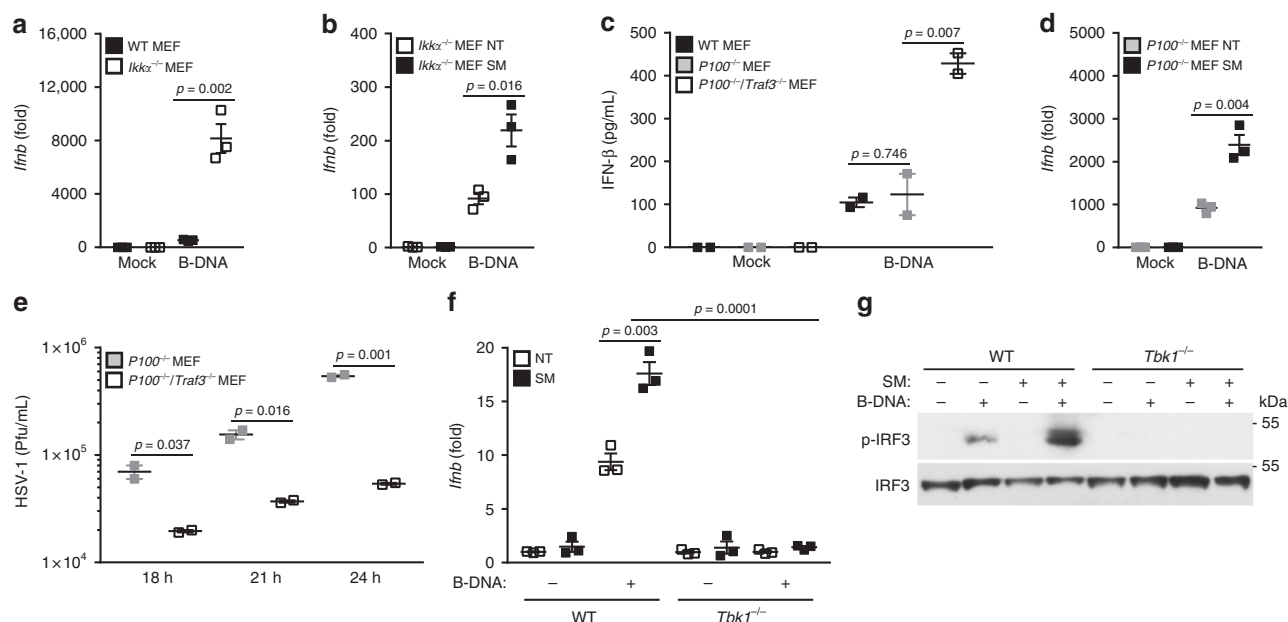 a
WT MEF
Ikkα–/– MEF
16,000
12,000
8000
4000
0
Ifnb (fold)
p = 0.002
Mock
B-DNA
b
Ikkα–/– MEF NT
Ikkα–/– MEF SM
400
300
200
100
0
Ifnb (fold)
p = 0.016
Mock
B-DNA
c
WT MEF
P100–/– MEF
P100–/–/Traf3–/– MEF
500
400
300
200
100
0
IFN-β (pg/mL)
p = 0.007
p = 0.746
Mock
B-DNA
d
P100–/– MEF NT
P100–/– MEF SM
5000
4000
3000
2000
1000
0
Ifnb (fold)
p = 0.004
Mock
B-DNA
e
P100–/– MEF
P100–/–/Traf3–/– MEF
1×10^6
1×10^5
1×10^4
HSV-1 (Pfu/mL)
p = 0.037
p = 0.016
p = 0.001
18 h
21 h
24 h
f
NT
SM
20
15
10
5
0
Ifnb (fold)
p = 0.003
p = 0.0001
B-DNA: – + – +
WT
Tbk1–/–
g
WT
Tbk1–/–
SM: – – + + – – + +
B-DNA: – + – + – + – +
kDa
p-IRF3
55
IRF3
55